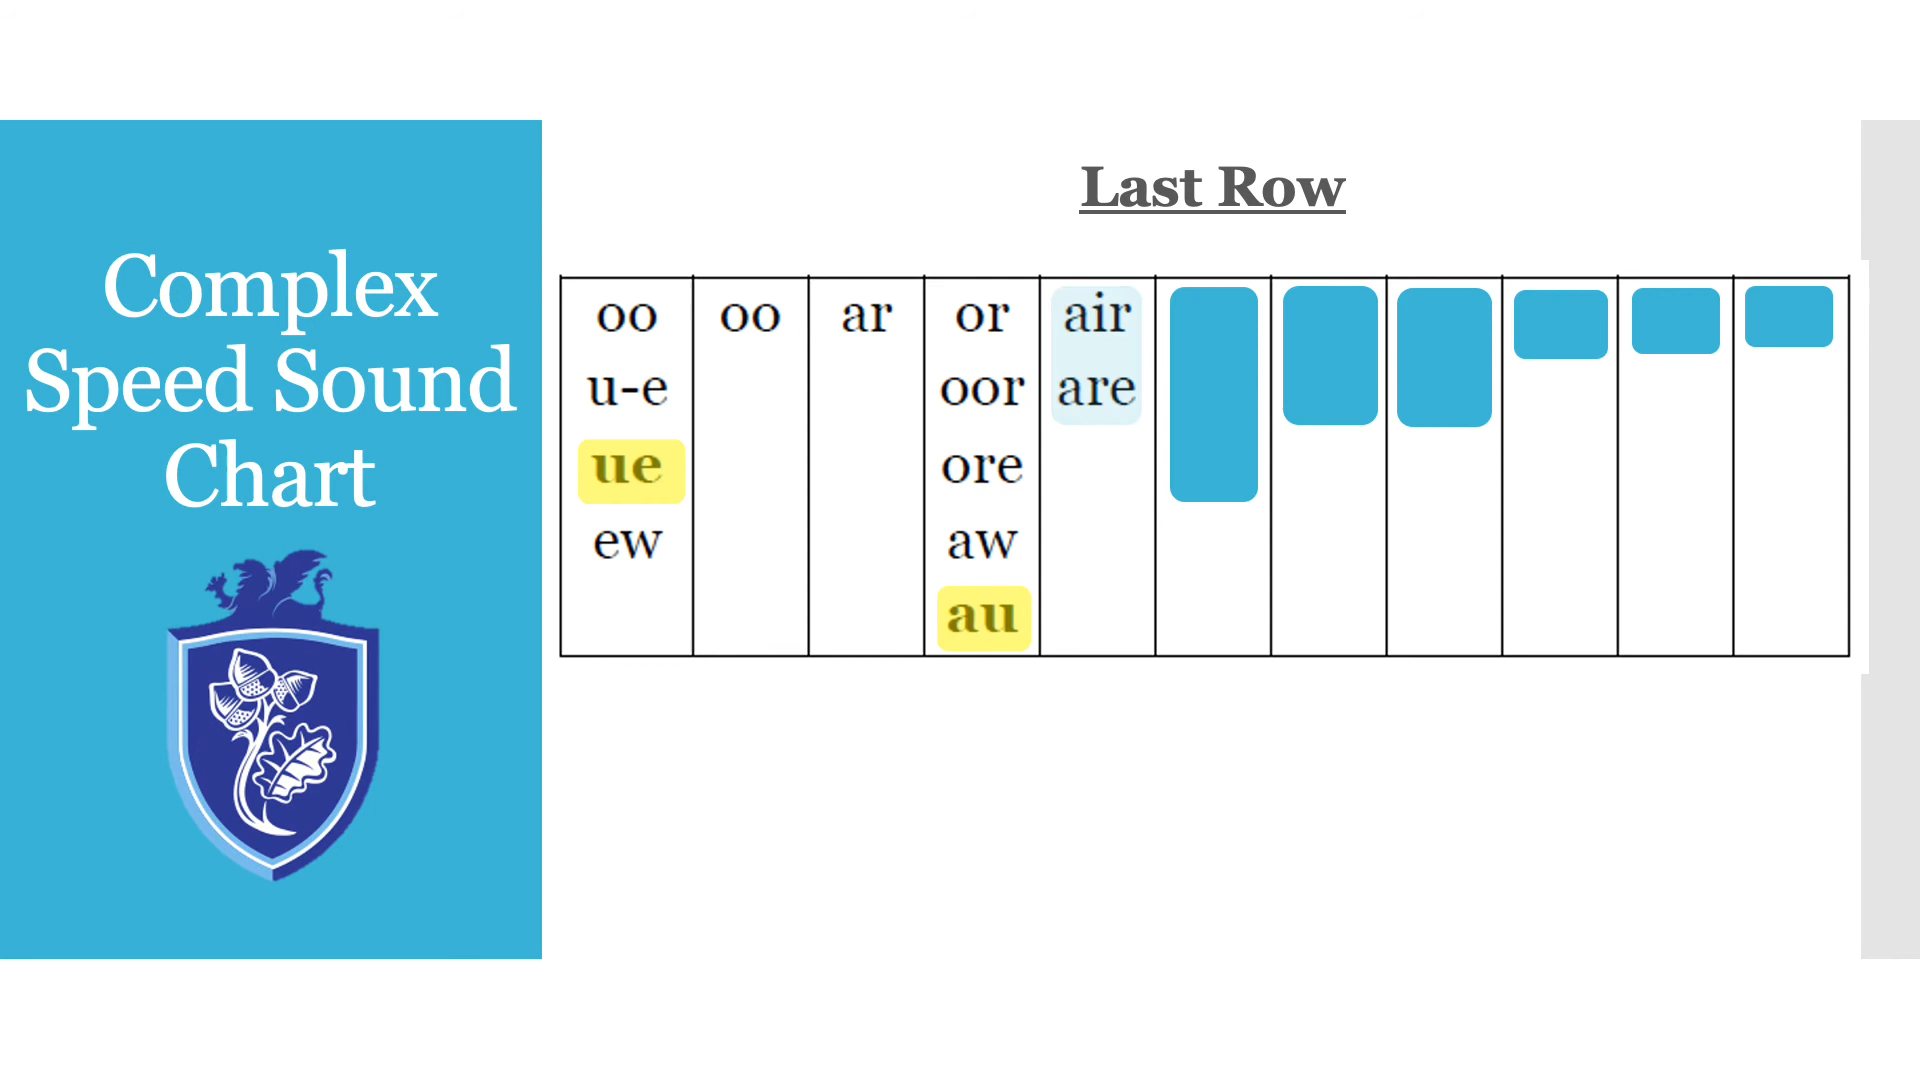 Complex
Speed Sound
Chart
Last Row
oo oo ar or air
u-e oor are
ue ore
ew aw
au